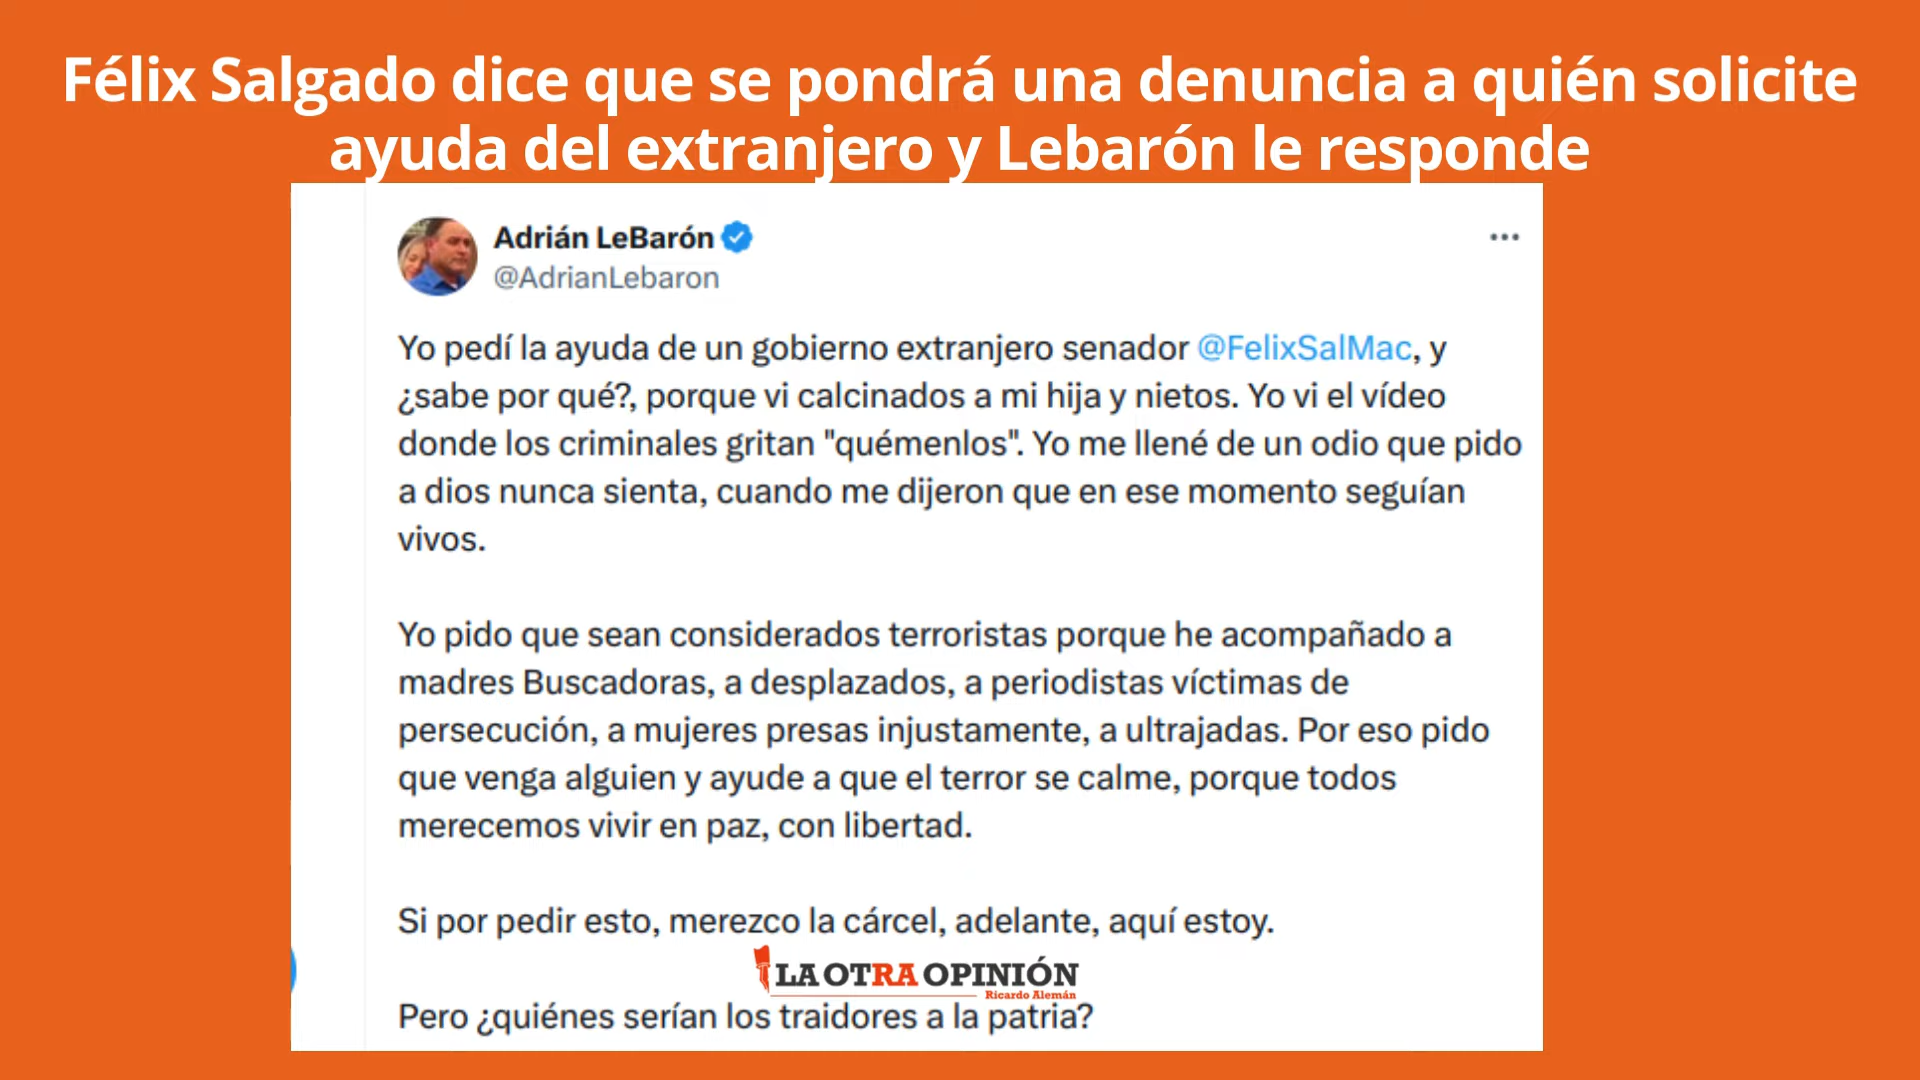 Félix Salgado dice que se pondrá una denuncia a quién solicite
ayuda del extranjero y Lebarón le responde
Adrián LeBarón
@AdrianLebaron
Yo pedí la ayuda de un gobierno extranjero senador @FelixSalMac, y
¿sabe por qué?, porque vi calcinados a mi hija y nietos. Yo vi el vídeo
donde los criminales gritan "quémenlos". Yo me llené de un odio que pido
a dios nunca sienta, cuando me dijeron que en ese momento seguían
vivos.
Yo pido que sean considerados terroristas porque he acompañado a
madres Buscadoras, a desplazados, a periodistas víctimas de
persecución, a mujeres presas injustamente, a ultrajadas. Por eso pido
que venga alguien y ayude a que el terror se calme, porque todos
merecemos vivir en paz, con libertad.
Si por pedir esto, merezco la cárcel, adelante, aquí estoy.
LA OTRA OPINIÓN
Ricardo Alemán
Pero ¿quiénes serían los traidores a la patria?